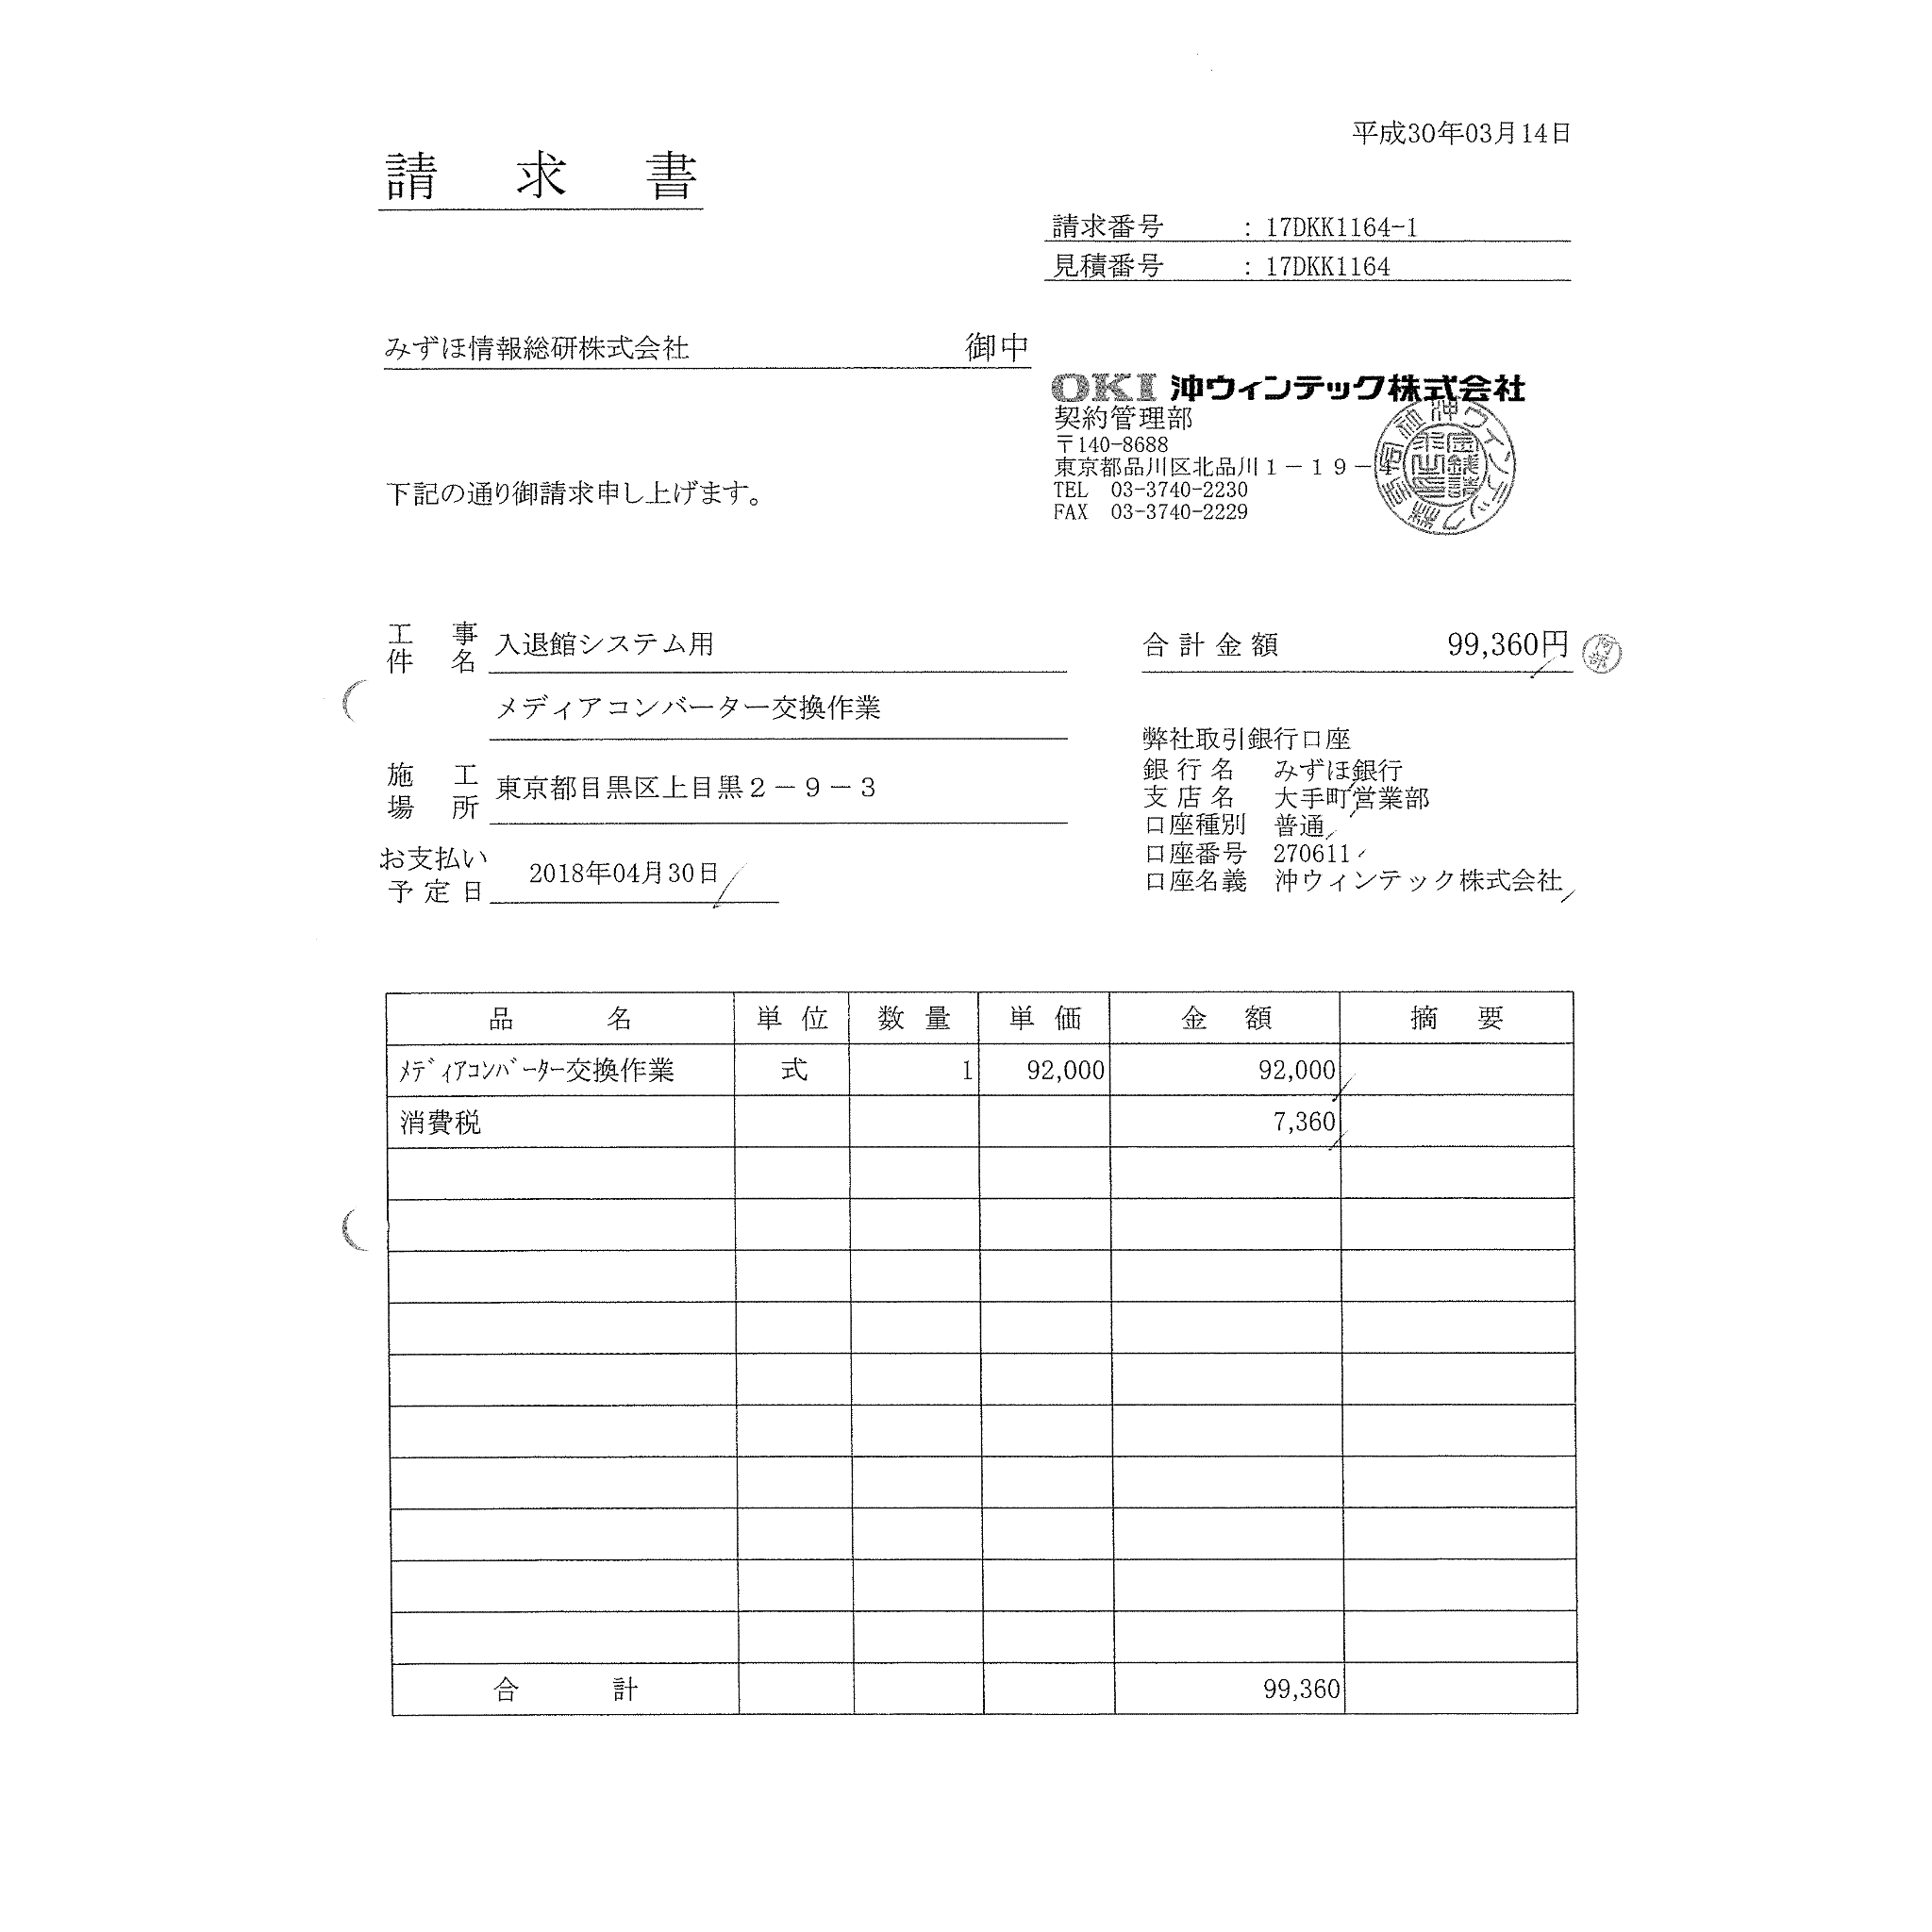 平成30年03月14日
請求書
請求番号 : 17DKK1164-1
見積番号 : 17DKK1164
みずほ情報総研株式会社 御中
OKI 沖ウィンテック株式会社
契約管理部
〒140-8688
東京都品川区北品川1－19－
TEL 03-3740-2230
FAX 03-3740-2229
下記の通り御請求申し上げます。
工事件名 入退館システム用
メディアコンバーター交換作業
合計金額 99,360円
阿部
施工場所 東京都目黒区上目黒2－9－3
お支払い予定日 2018年04月30日
弊社取引銀行口座
銀行名 みずほ銀行
支店名 大手町営業部
口座種別 普通
口座番号 270611
口座名義 沖ウィンテック株式会社
品名 単位 数量 単価 金額 摘要
ﾒﾃﾞｨｱｺﾝﾊﾞｰﾀｰ交換作業 式 1 92,000 92,000
消費税 7,360
合計 99,360